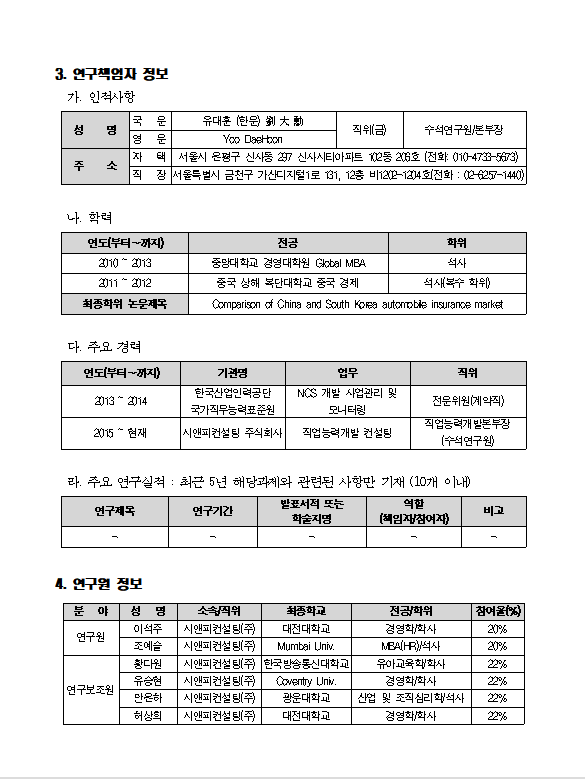 3. 연구책임자 정보
가. 인적사항
성 명 국 문 유대훈 (한문) 劉 大 勳 직위(급) 수석연구원/본부장
영 문 Yoo DaeHoon
주 소 자 택 서울시 은평구 신사동 297 신사시티아파트 102동 206호 (전화: 010-4733-5673)
직 장 서울특별시 금천구 가산디지털1로 131, 12층 비1202-1204호(전화 : 02-6257-1440)
나. 학력
연도(부터~까지) 전공 학위
2010 ~ 2013 중앙대학교 경영대학원 Global MBA 석사
2011 ~ 2012 중국 상해 복단대학교 중국 경제 석사(복수 학위)
최종학위 논문제목 Comparison of China and South Korea automobile insurance market
다. 주요 경력
연도(부터~까지) 기관명 업무 직위
2013 ~ 2014 한국산업인력공단 국가직무능력표준원 NCS 개발 사업관리 및 모니터링 전문위원(계약직)
2015 ~ 현재 시앤피컨설팅 주식회사 직업능력개발 컨설팅 직업능력개발본부장 (수석연구원)
라. 주요 연구실적 : 최근 5년 해당과제와 관련된 사항만 기재 (10개 이내)
연구제목 연구기간 발표서적 또는 학술지명 역할 (책임자/참여자) 비고
- - - - -
4. 연구원 정보
분 야 성 명 소속/직위 최종학교 전공/학위 참여율(%)
연구원 이석주 시앤피컨설팅(주) 대전대학교 경영학/학사 20%
조예슬 시앤피컨설팅(주) Mumbai Univ. MBA(HR)/석사 20%
연구보조원 황다원 시앤피컨설팅(주) 한국방송통신대학교 유아교육학/학사 22%
유승현 시앤피컨설팅(주) Coventry Univ. 경영학/학사 22%
안은하 시앤피컨설팅(주) 광운대학교 산업 및 조직심리학/석사 22%
허상희 시앤피컨설팅(주) 대전대학교 경영학/학사 22%